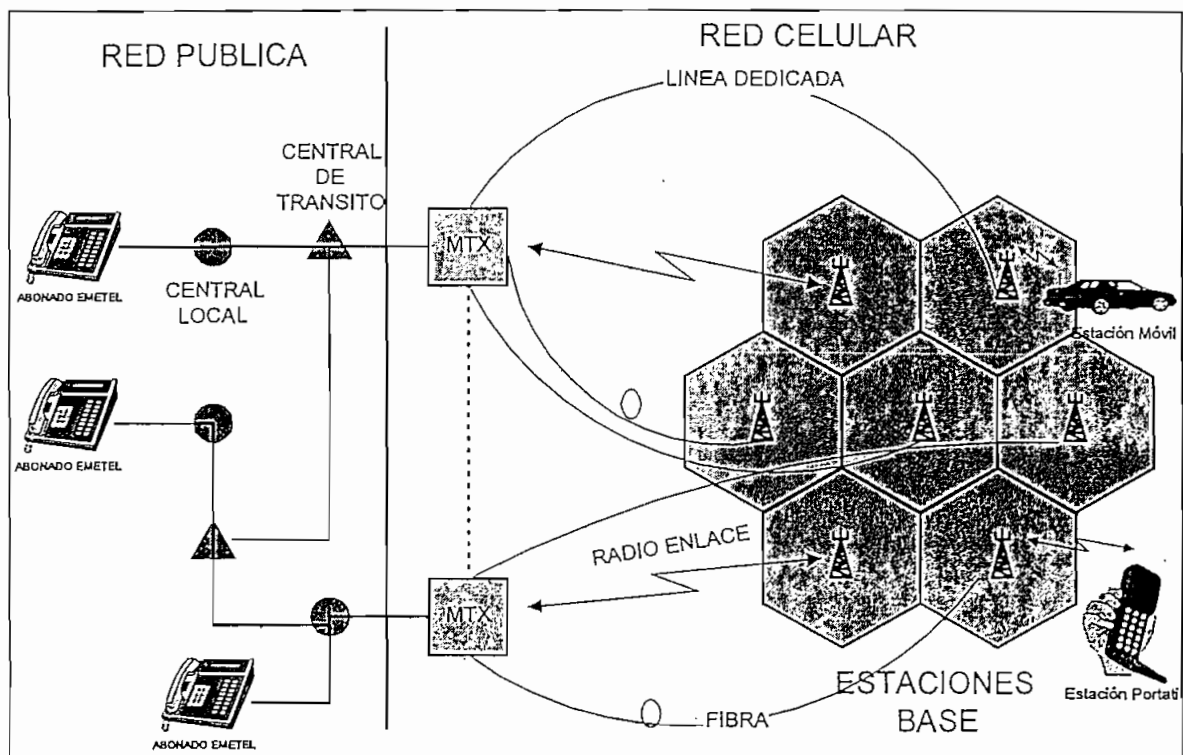 RED PUBLICA
RED CELULAR
LINEA DEDICADA
CENTRAL
DE
TRANSITO
MTX
ABONADO EMETEL
CENTRAL
LOCAL
Estación Móvil
ABONADO EMETEL
RADIO ENLACE
MTX
ESTACIONES
BASE
Estación Portati
FIBRA
ABONADO EMETEL